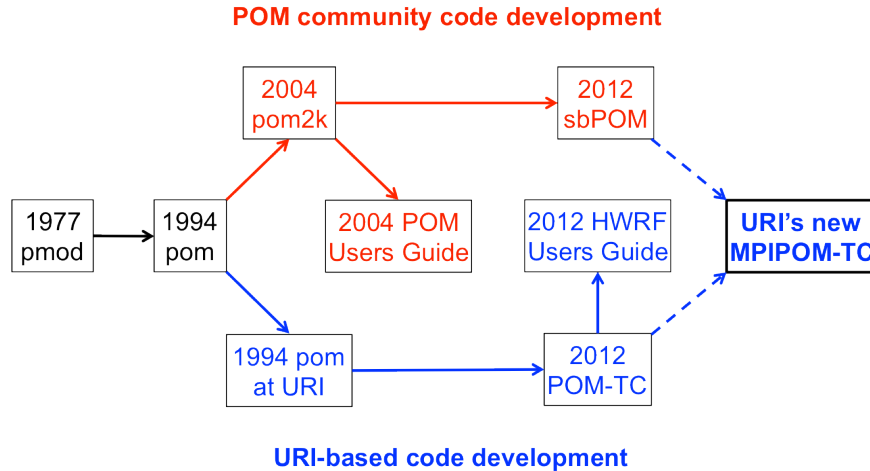 POM community code development
2004
pom2k
2012
sbPOM
1977
pmod
1994
pom
2004 POM
Users Guide
2012 HWRF
Users Guide
URI's new
MPIPOM-TC
1994 pom
at URI
2012
POM-TC
URI-based code development